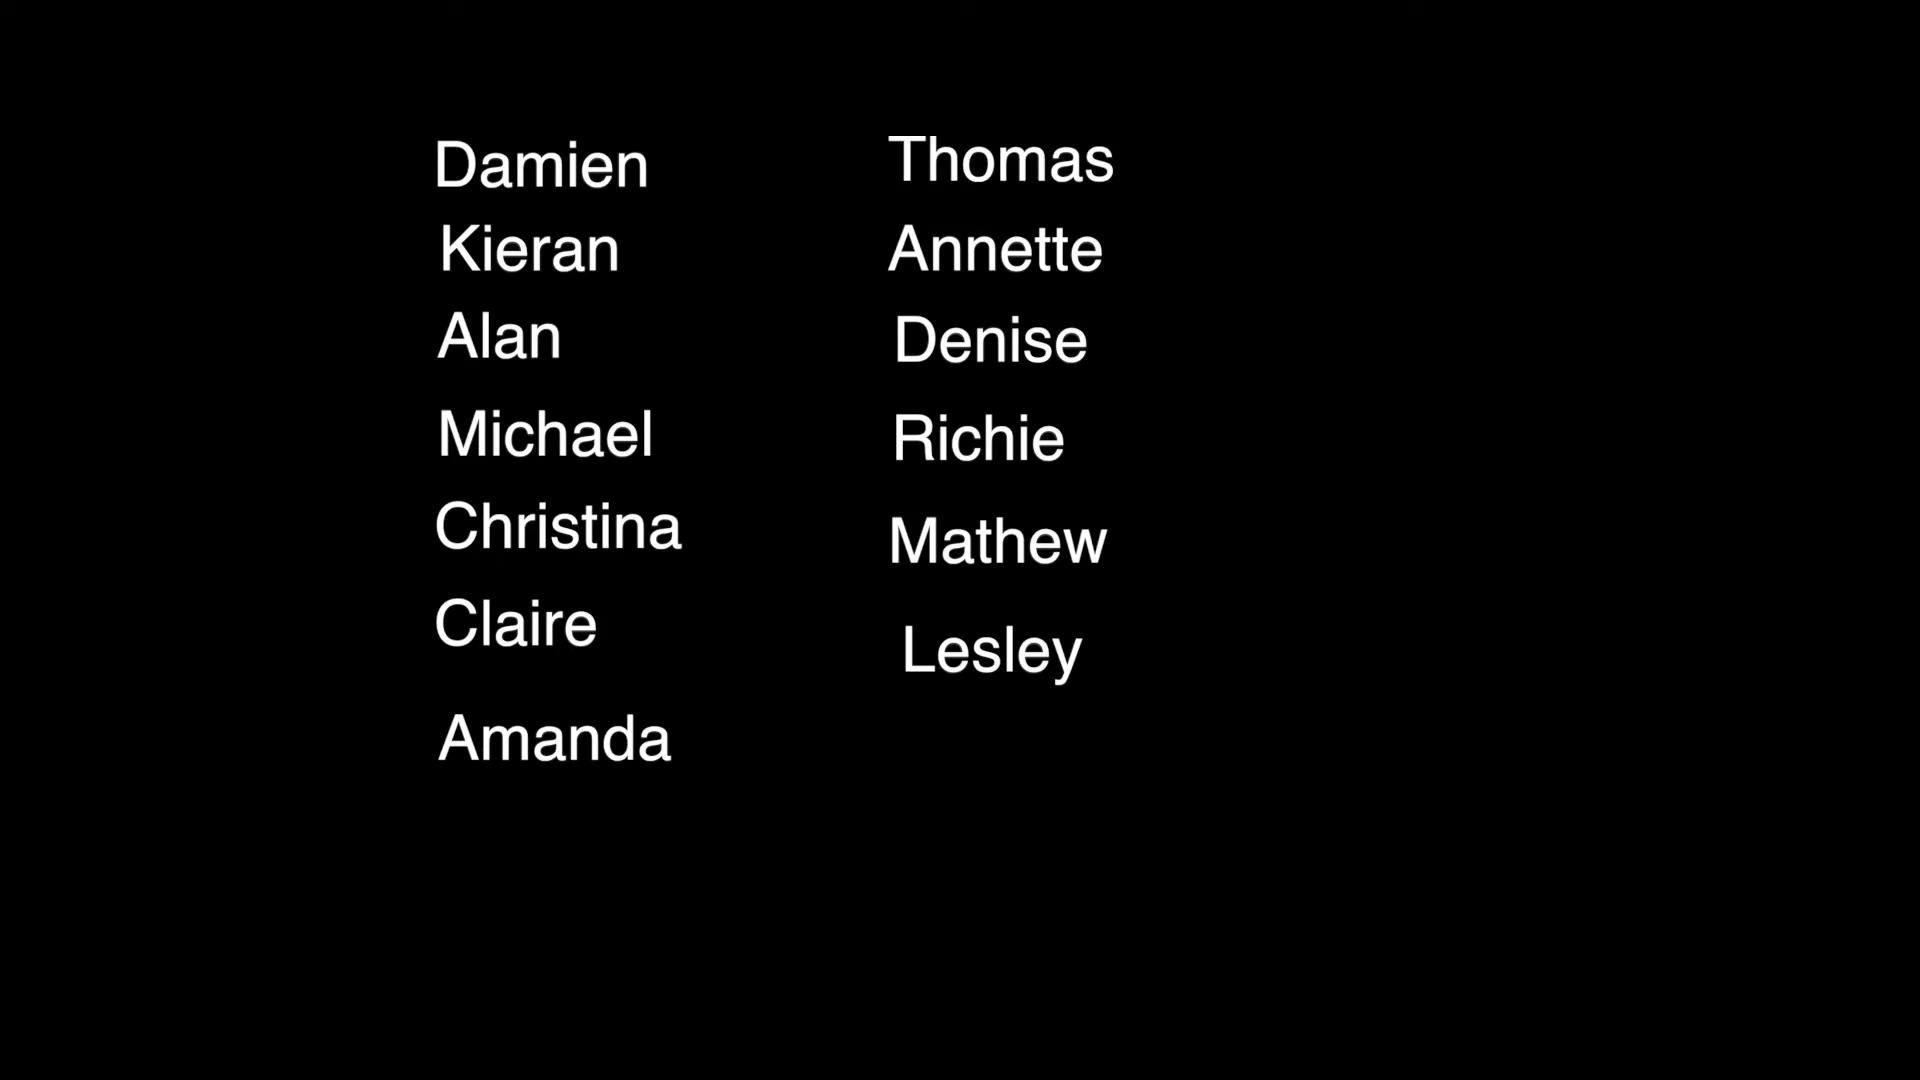 Damien
Kieran
Alan
Michael
Christina
Claire
Amanda
Thomas
Annette
Denise
Richie
Mathew
Lesley